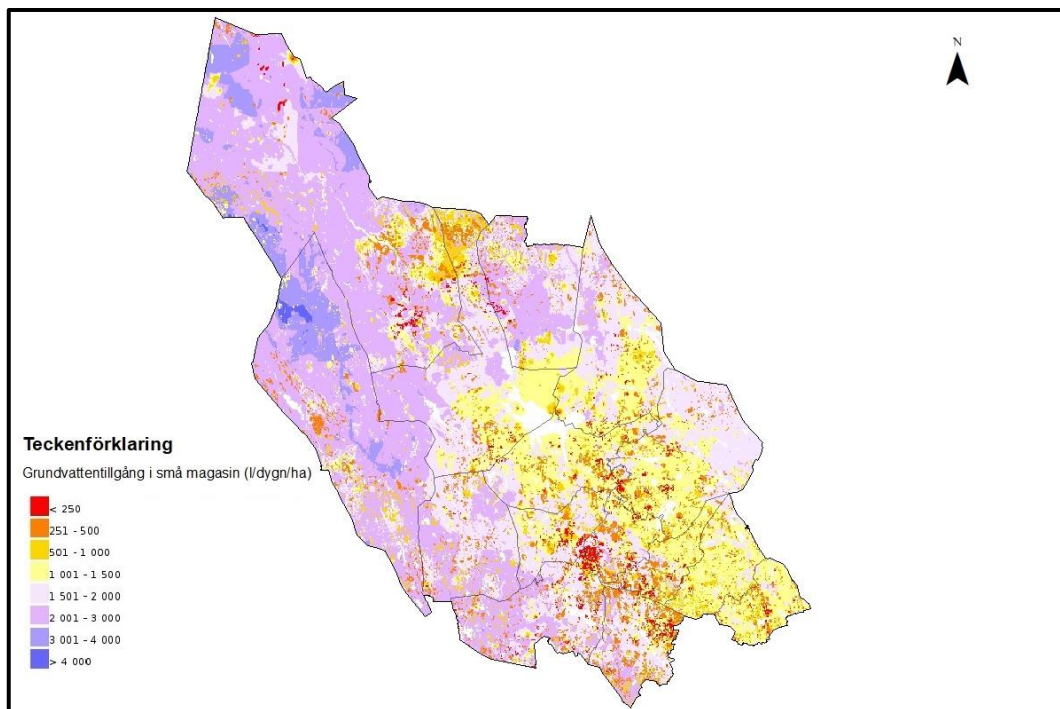 N
Teckenförklaring
Grundvattentillgång i små magasin (l/dygn/ha)
< 250
251 - 500
501 - 1 000
1 001 - 1 500
1 501 - 2 000
2 001 - 3 000
3 001 - 4 000
> 4 000